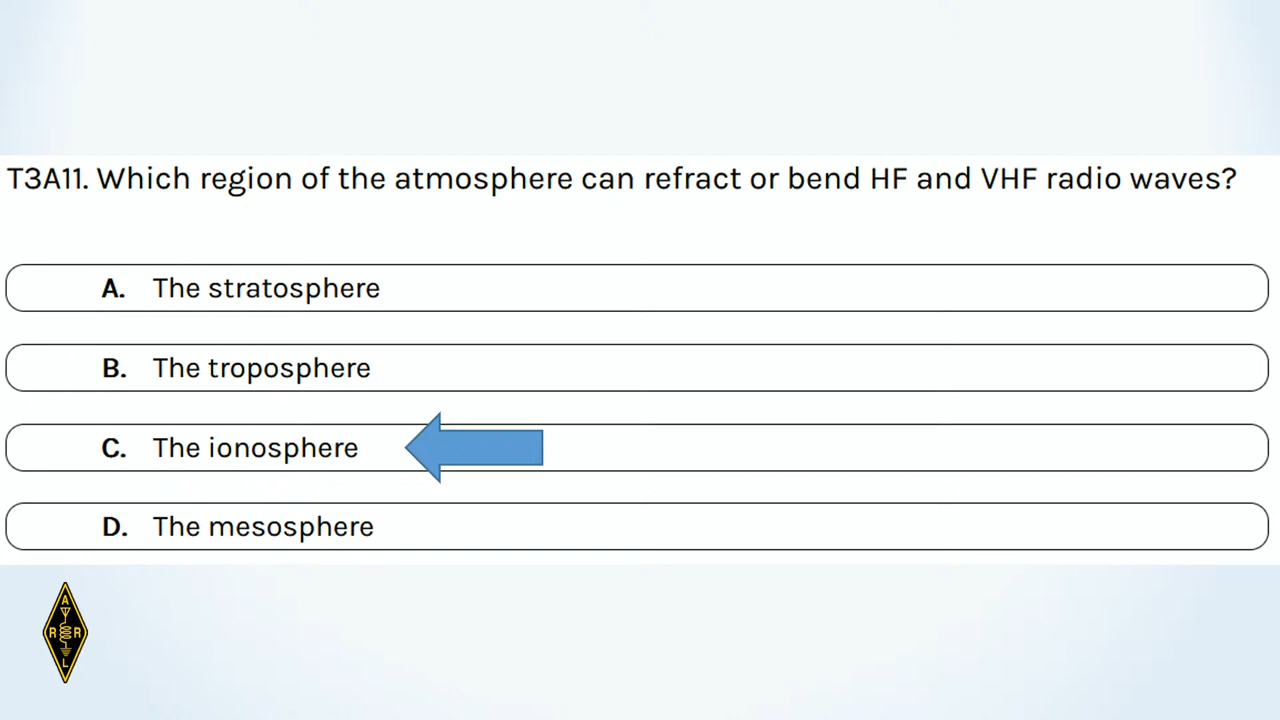 T3A11. Which region of the atmosphere can refract or bend HF and VHF radio waves?
A. The stratosphere
B. The troposphere
C. The ionosphere
D. The mesosphere
A
R R
L